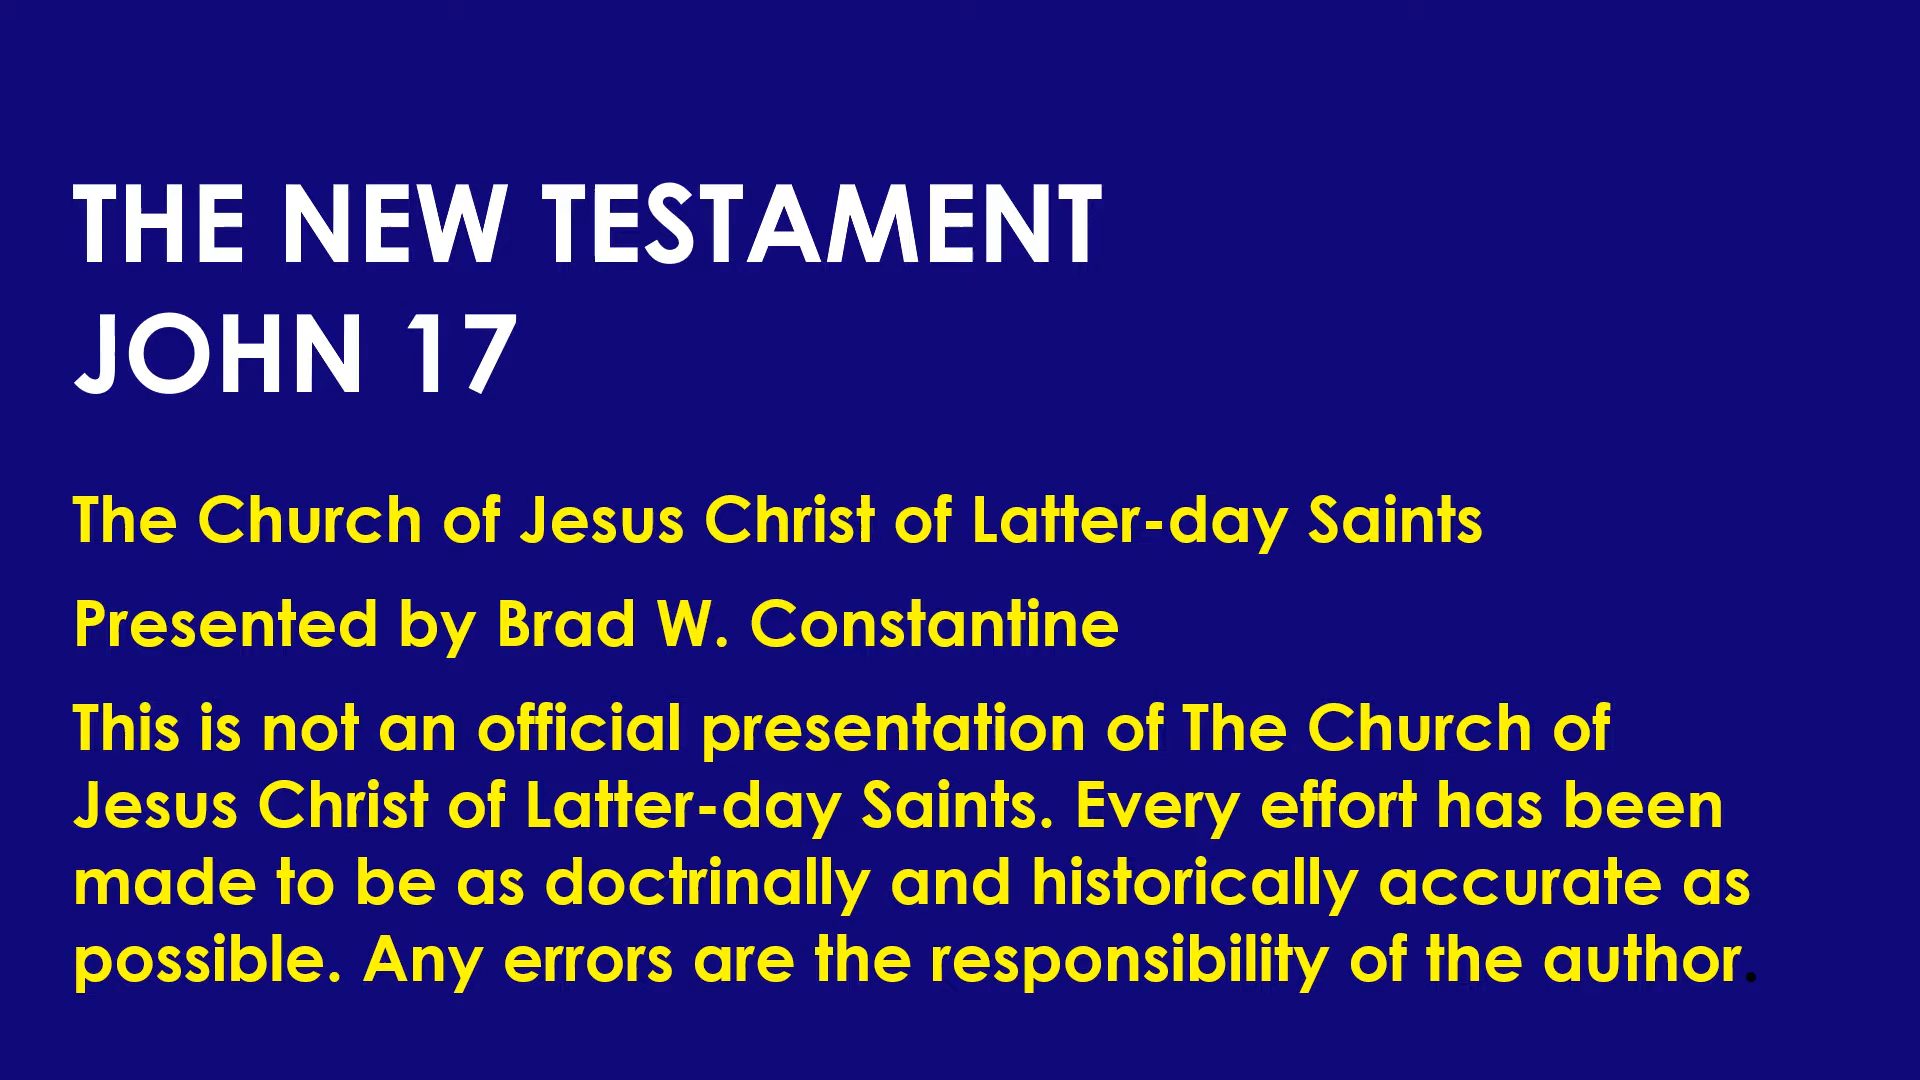 THE NEW TESTAMENT
JOHN 17
The Church of Jesus Christ of Latter-day Saints
Presented by Brad W. Constantine
This is not an official presentation of The Church of
Jesus Christ of Latter-day Saints. Every effort has been
made to be as doctrinally and historically accurate as
possible. Any errors are the responsibility of the author.